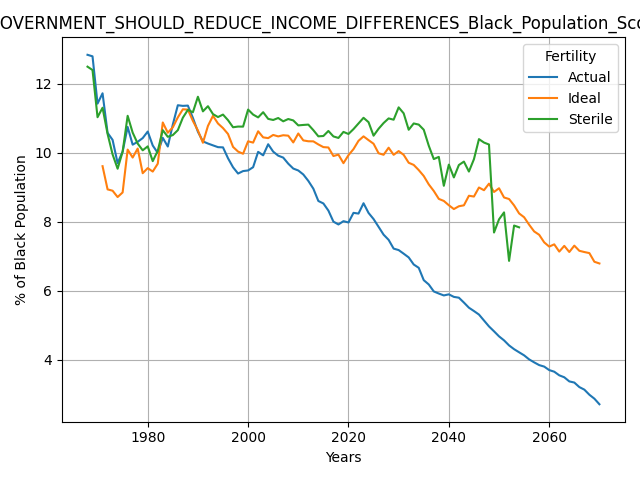 OVERNMENT_SHOULD_REDUCE_INCOME_DIFFERENCES_Black_Population_Sco
Fertility
Actual
Ideal
Sterile
12
10
8
6
4
% of Black Population
1980 2000 2020 2040 2060
Years